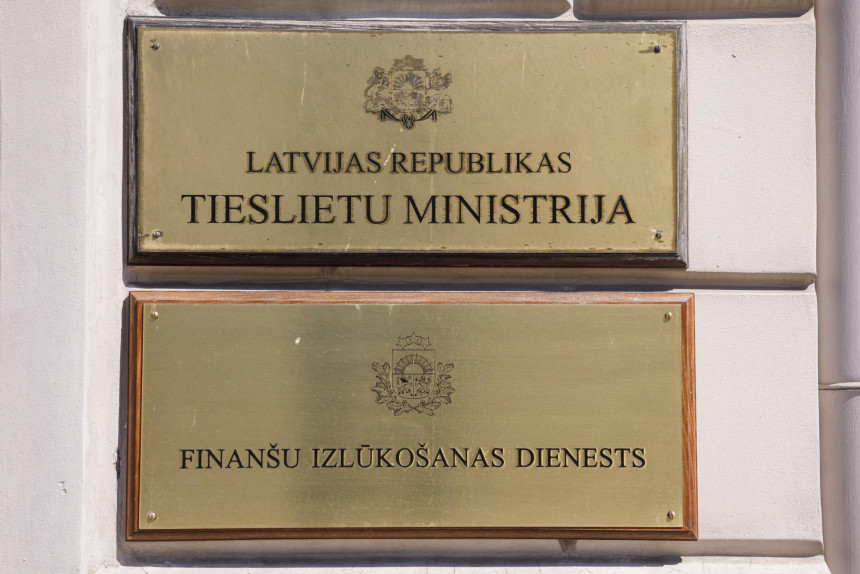 LATVIJAS REPUBLIKAS
TIESLIETU MINISTRIJA
FINANŠU IZLŪKOŠANAS DIENESTS